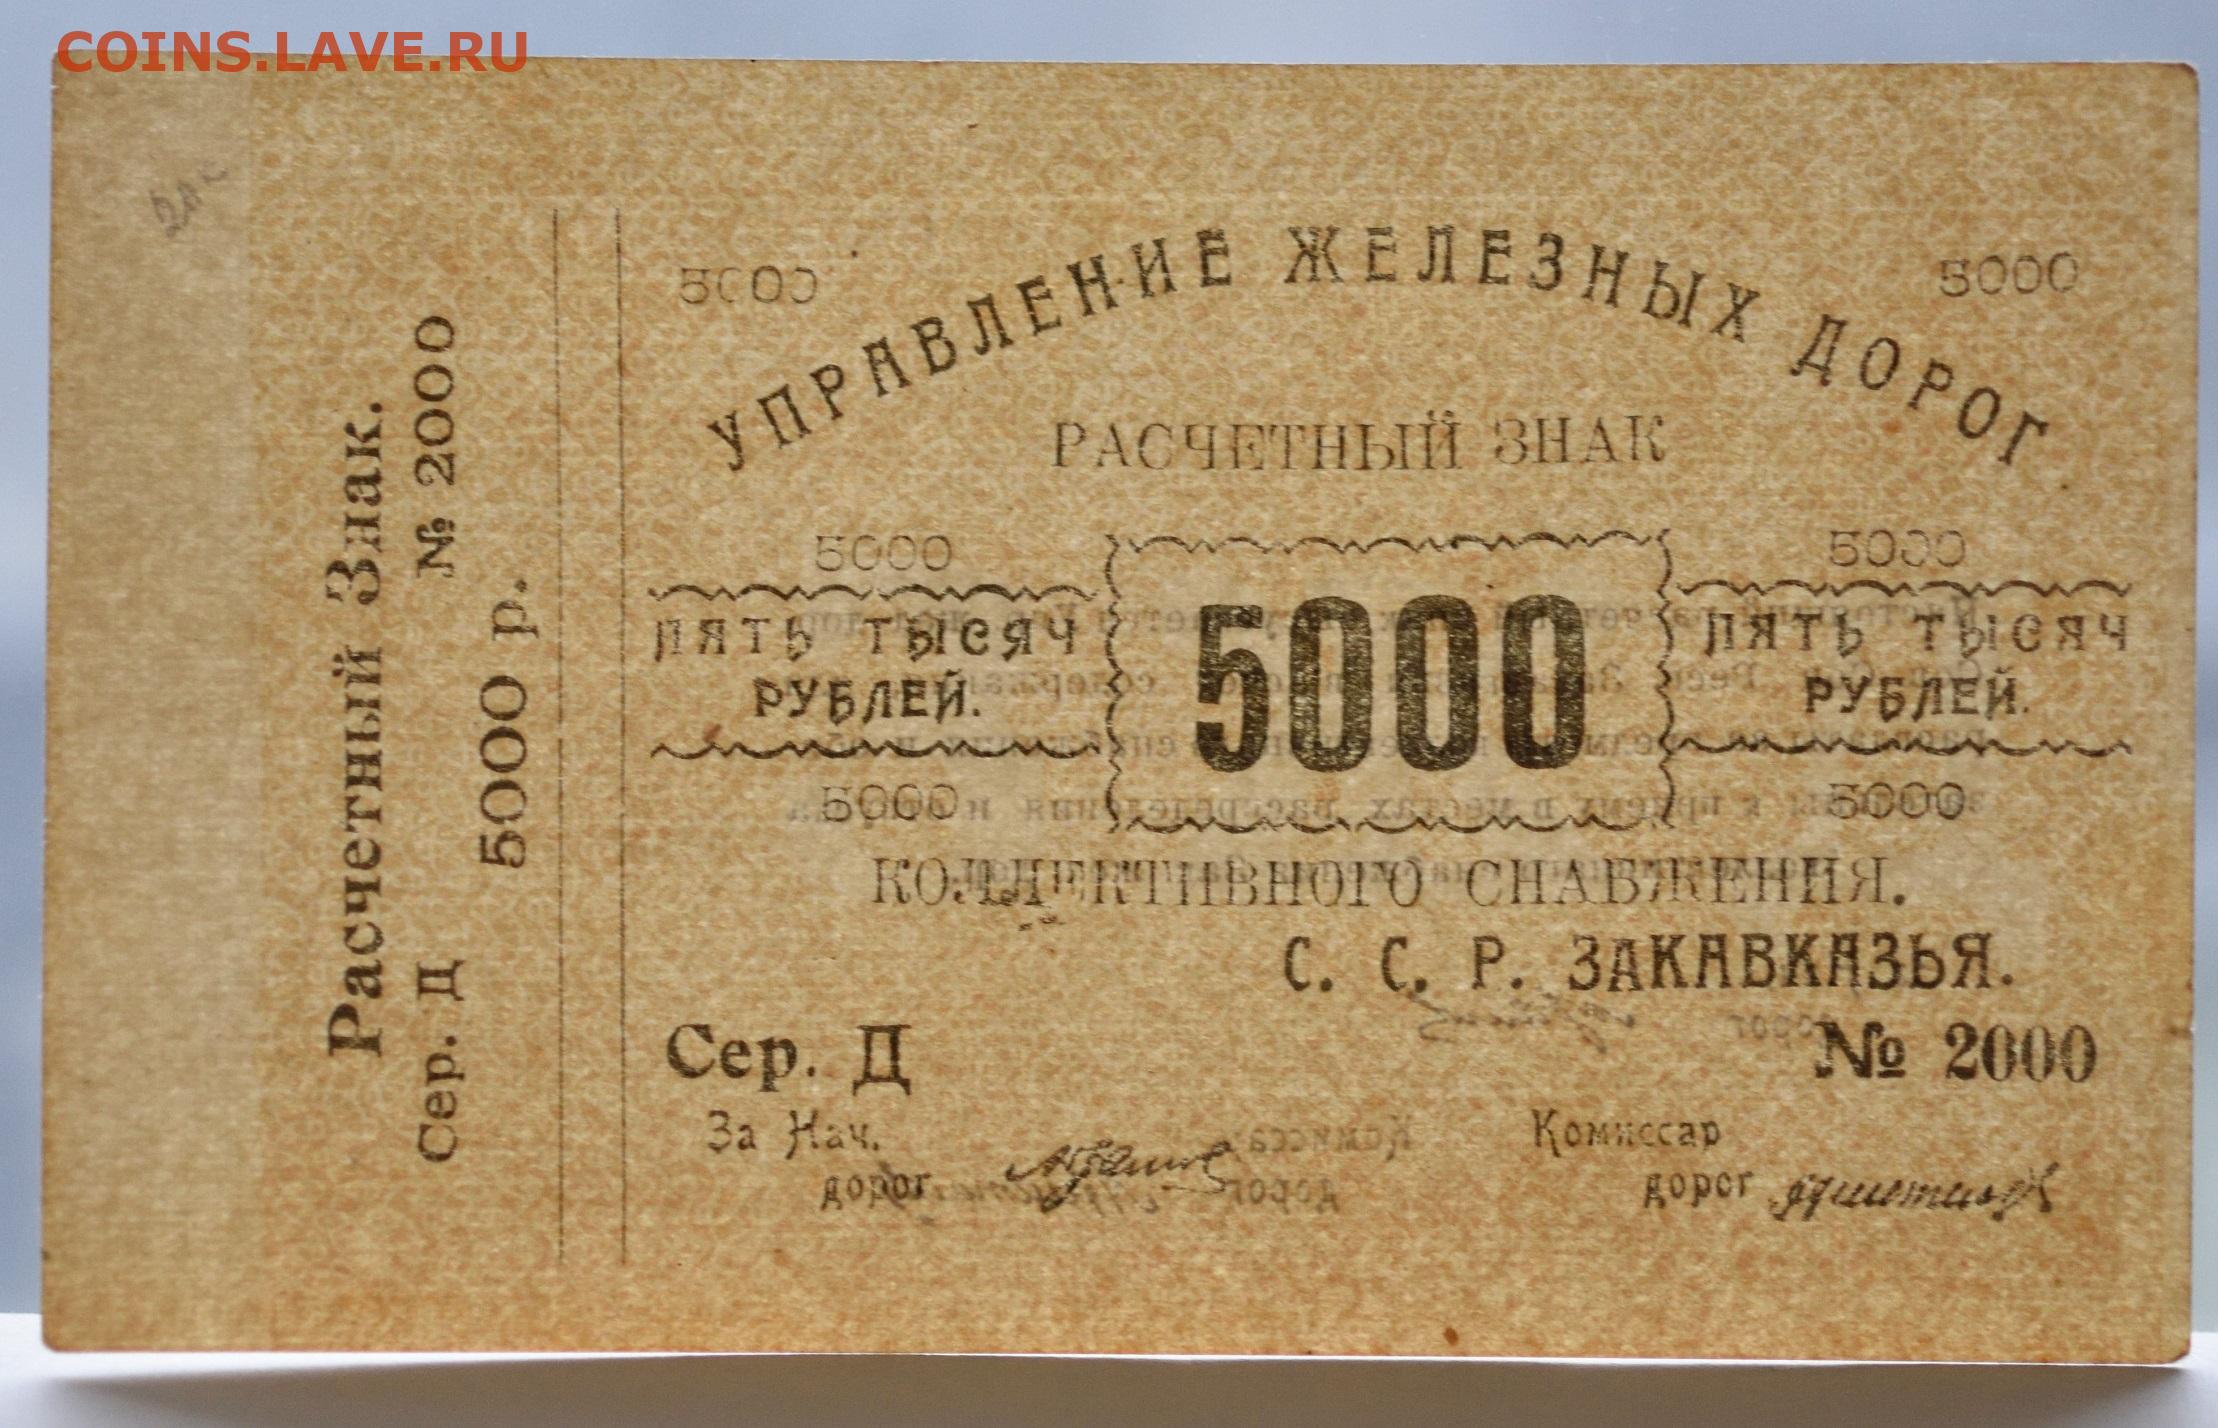 COINS.LAVE.RU
Расчетный Знак.
Сер. Д № 2000
5000 р.
5000 5000
УПРАВЛЕНИЕ ЖЕЛЕЗНЫХ ДОРОГ
РАСЧЕТНЫЙ ЗНАК
5000 5000
ПЯТЬ ТЫСЯЧ РУБЛЕЙ.
5000
ПЯТЬ ТЫСЯЧ РУБЛЕЙ.
5000 5000
КОЛЛЕКТИВНОГО СНАБЖЕНИЯ.
С. С. Р. ЗАКАВКАЗЬЯ.
Сер. Д № 2000
За Нач. Комиссар
дорог дорог